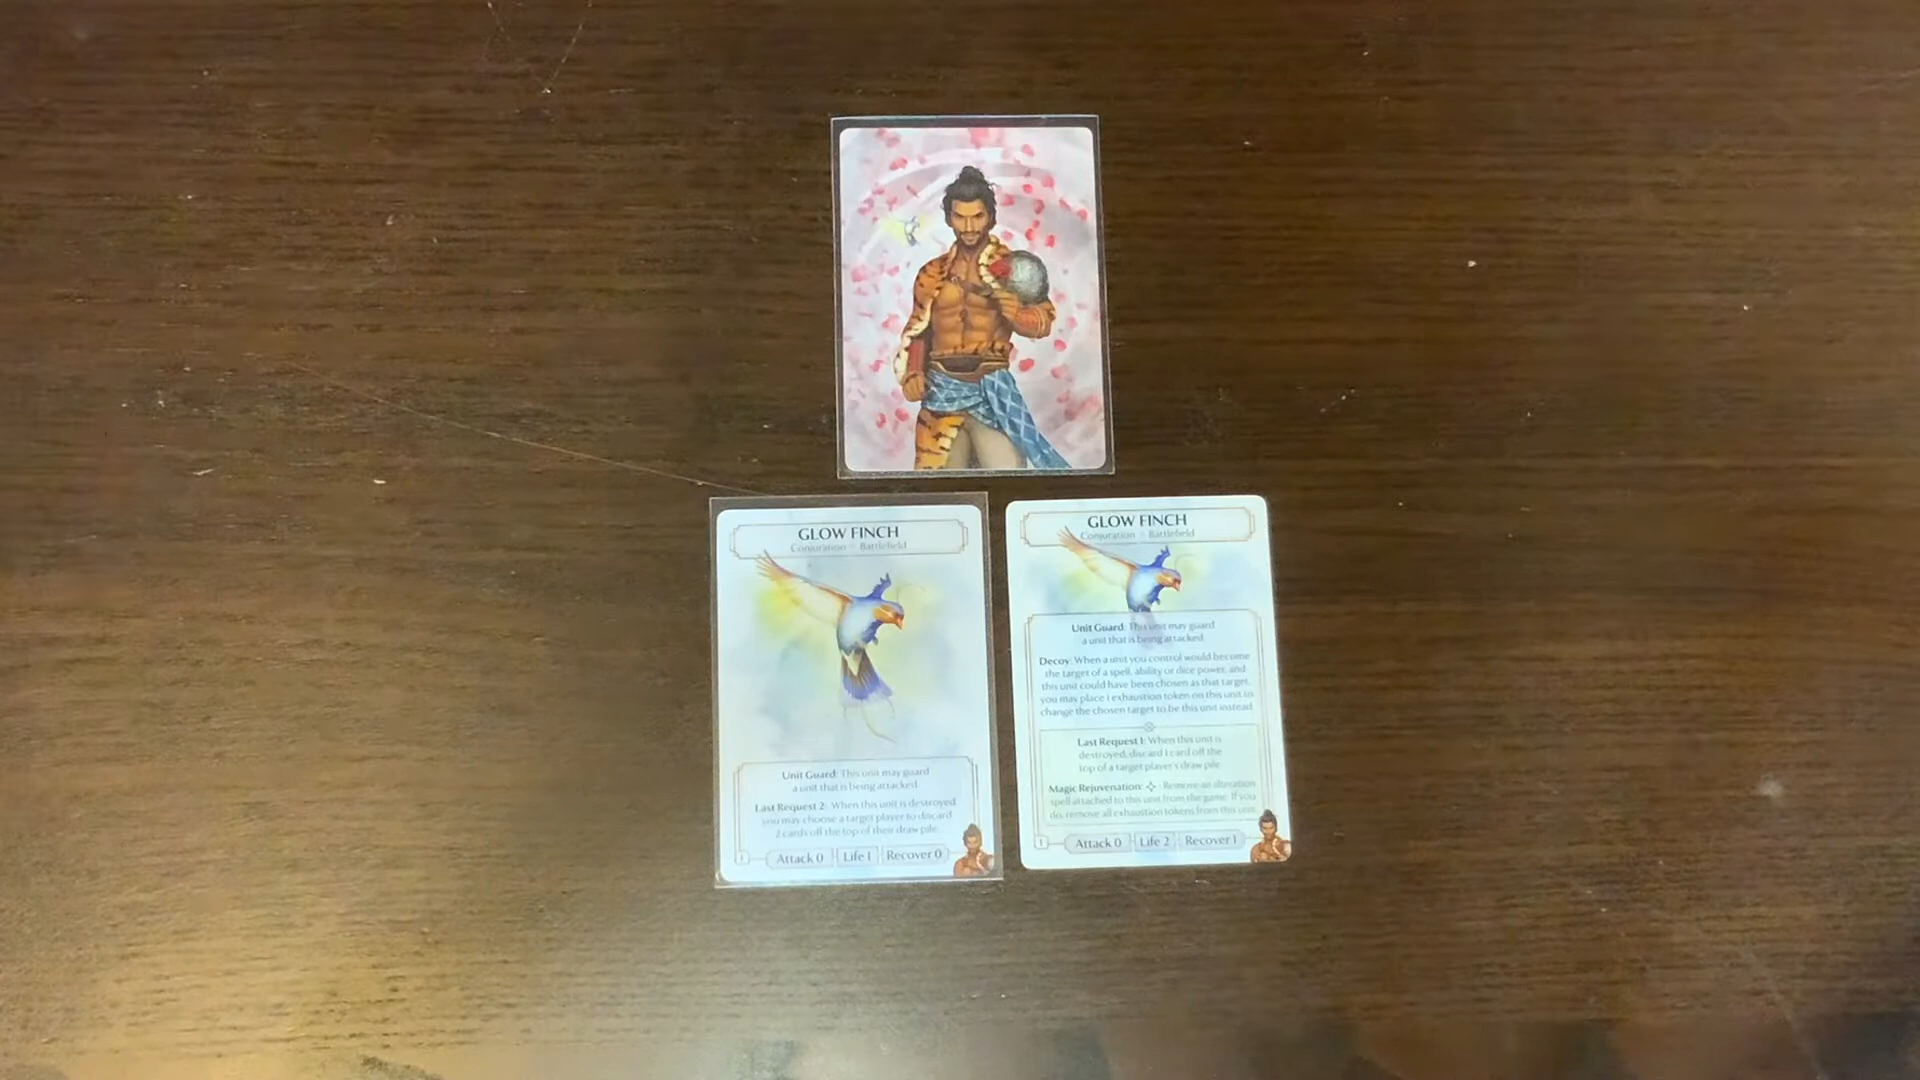 GLOW FINCH
Conjuration Battlefield
Unit Guard: This unit may guard
a unit that is being attacked.
Last Request 2: When this unit is destroyed
you may choose a target player to discard
2 cards off the top of their draw pile.
1
Attack 0
Life 1
Recover 0
GLOW FINCH
Conjuration Battlefield
Unit Guard: This unit may guard
a unit that is being attacked.
Decoy: When a unit you control would become
the target of a spell, ability or dice power, and
this unit could have been chosen as that target,
you may place 1 exhaustion token on this unit to
change the chosen target to be this unit instead.
Last Request 1: When this unit is
destroyed, discard 1 card off the
top of a target player's draw pile.
Magic Rejuvenation: Remove an alteration
spell attached to this unit from the game. If you
do, remove all exhaustion tokens from this unit.
1
Attack 0
Life 2
Recover 1